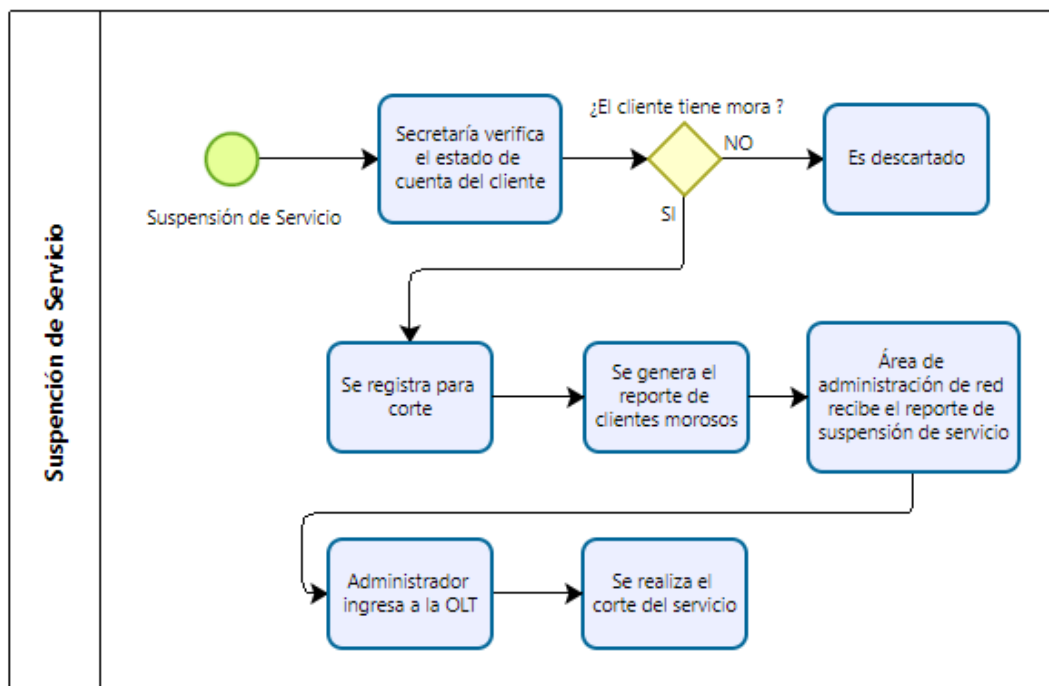 Suspención de Servicio
Suspensión de Servicio
Secretaría verifica
el estado de
cuenta del cliente
¿El cliente tiene mora ?
NO
Es descartado
SI
Se registra para
corte
Se genera el
reporte de
clientes morosos
Área de
administración de red
recibe el reporte de
suspensión de servicio
Administrador
ingresa a la OLT
Se realiza el
corte del servicio